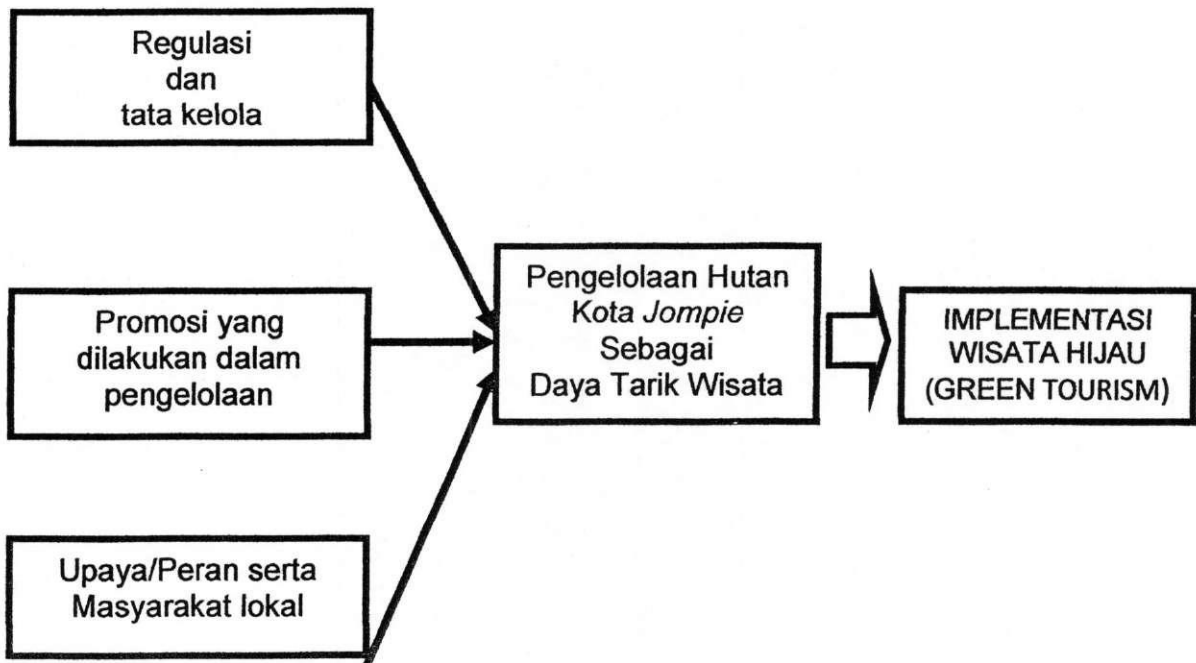 Regulasi
dan
tata kelola
Promosi yang
dilakukan dalam
pengelolaan
Upaya/Peran serta
Masyarakat lokal
Pengelolaan Hutan
Kota Jompie
Sebagai
Daya Tarik Wisata
IMPLEMENTASI
WISATA HIJAU
(GREEN TOURISM)